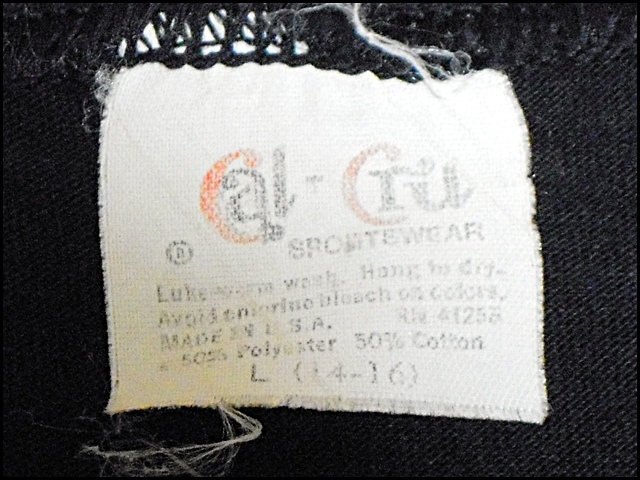 Cal-Cru
®
SPORTSWEAR
Lukewarm wash. Hang to dry.
Avoid chlorine bleach on colors.
MADE IN U.S.A. RN 41258
50% Polyester 50% Cotton
L (14-16)